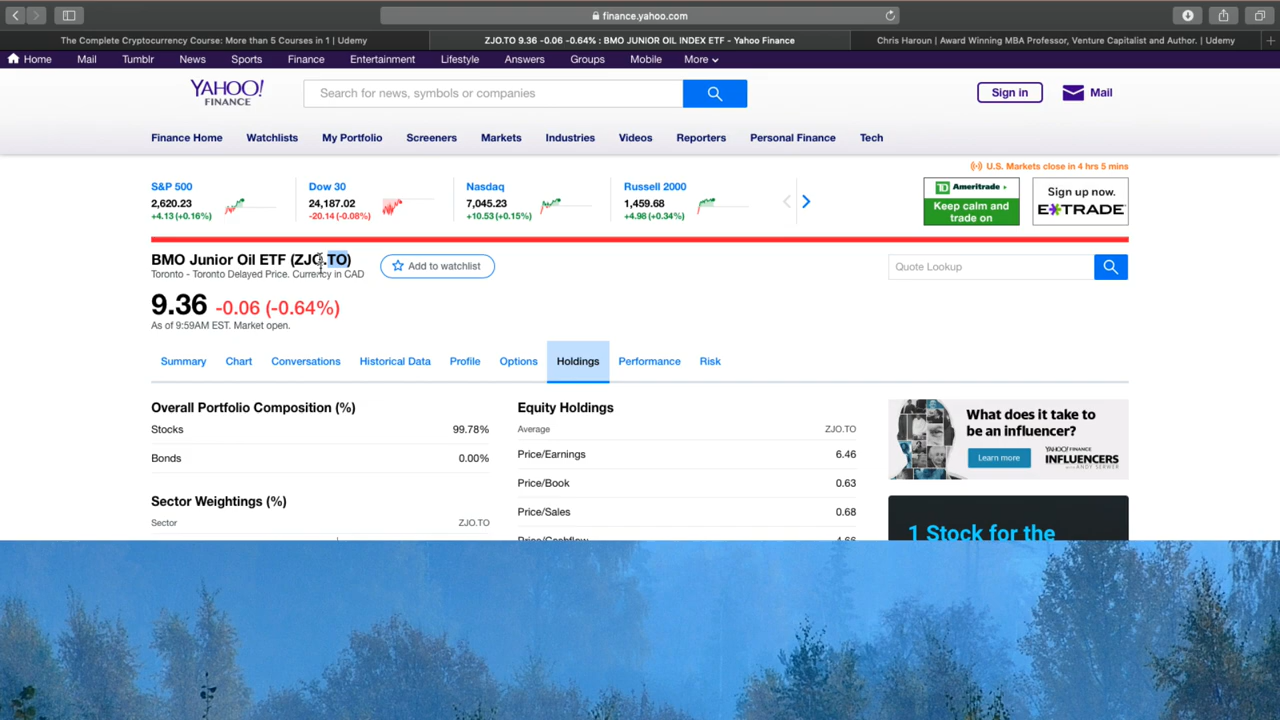 finance.yahoo.com
The Complete Cryptocurrency Course: More than 5 Courses in 1 | Udemy
ZJO.TO 9.36 -0.06 -0.64% : BMO JUNIOR OIL INDEX ETF - Yahoo Finance
Chris Haroun | Award Winning MBA Professor, Venture Capitalist and Author. | Udemy
Home Mail Tumblr News Sports Finance Entertainment Lifestyle Answers Groups Mobile More
YAHOO!
FINANCE
Search for news, symbols or companies
Sign in
Mail
Finance Home Watchlists My Portfolio Screeners Markets Industries Videos Reporters Personal Finance Tech
U.S. Markets close in 4 hrs 5 mins
S&P 500
2,620.23
+4.13 (+0.16%)
Dow 30
24,187.02
-20.14 (-0.08%)
Nasdaq
7,045.23
+10.53 (+0.15%)
Russell 2000
1,459.68
+4.98 (+0.34%)
TD Ameritrade
Keep calm and
trade on
Sign up now.
E*TRADE
BMO Junior Oil ETF (ZJO.TO)
Toronto - Toronto Delayed Price. Currency in CAD
Add to watchlist
Quote Lookup
9.36 -0.06 (-0.64%)
As of 9:59AM EST. Market open.
Summary Chart Conversations Historical Data Profile Options Holdings Performance Risk
Overall Portfolio Composition (%)
Stocks 99.78%
Bonds 0.00%
Sector Weightings (%)
Sector ZJO.TO
Equity Holdings
Average ZJO.TO
Price/Earnings 6.46
Price/Book 0.63
Price/Sales 0.68
Price/Cashflow 4.66
What does it take to
be an influencer?
Learn more
YAHOO! FINANCE
INFLUENCERS
WITH ANDY SERWER
1 Stock for the